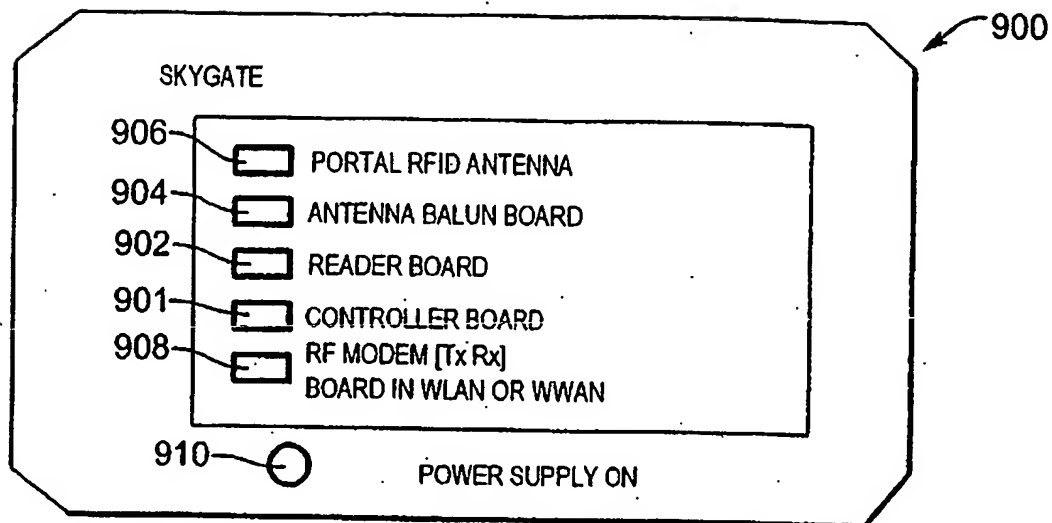 900
SKYGATE
906 PORTAL RFID ANTENNA
904 ANTENNA BALUN BOARD
902 READER BOARD
901 CONTROLLER BOARD
908 RF MODEM [Tx Rx]
BOARD IN WLAN OR WWAN
910 POWER SUPPLY ON